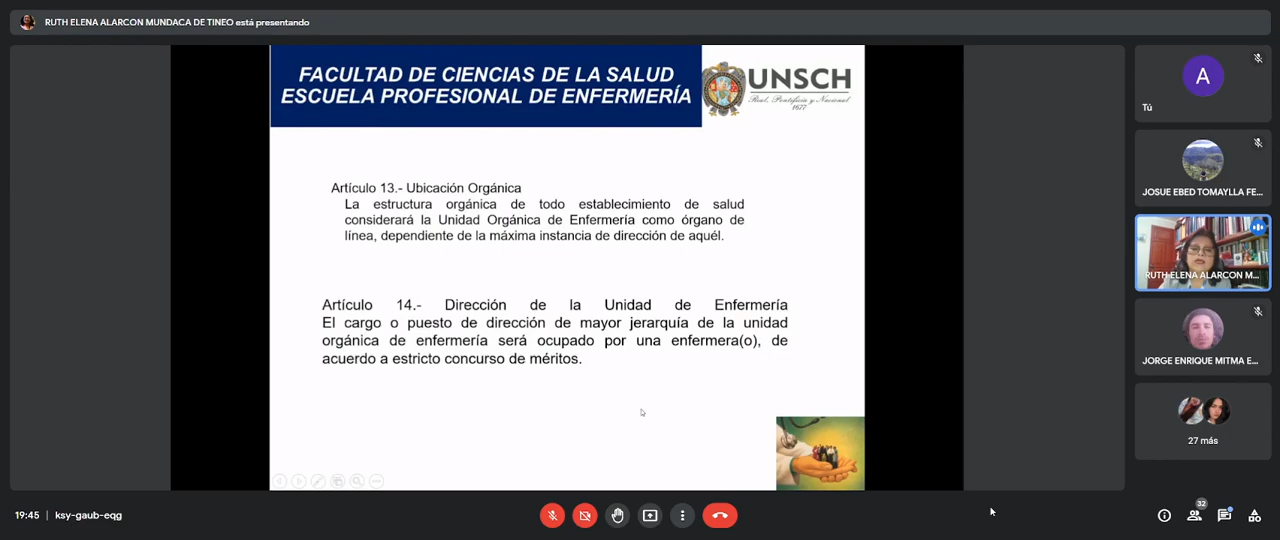 RUTH ELENA ALARCON MUNDACA DE TINEO está presentando
FACULTAD DE CIENCIAS DE LA SALUD
ESCUELA PROFESIONAL DE ENFERMERÍA
UNSCH
Real, Pontificia y Nacional
1677
Artículo 13.- Ubicación Orgánica
La estructura orgánica de todo establecimiento de salud
considerará la Unidad Orgánica de Enfermería como órgano de
línea, dependiente de la máxima instancia de dirección de aquél.
Artículo 14.- Dirección de la Unidad de Enfermería
El cargo o puesto de dirección de mayor jerarquía de la unidad
orgánica de enfermería será ocupado por una enfermera(o), de
acuerdo a estricto concurso de méritos.
A
Tú
JOSUE EBED TOMAYLLA FE...
RUTH ELENA ALARCON M...
JORGE ENRIQUE MITMA E...
27 más
19:45 | ksy-gaub-eqg
32